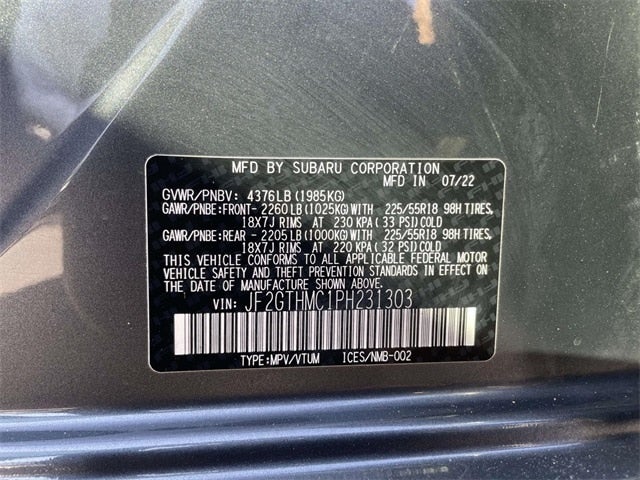 MFD BY SUBARU CORPORATION
MFD IN 07/22
GVWR/PNBV: 4376LB (1985KG)
GAWR/PNBE:FRONT- 2260LB (1025KG)WITH 225/55R18 98H TIRES,
18X7J RIMS AT 230 KPA (33 PSI)COLD
GAWR/PNBE:REAR - 2205LB (1000KG)WITH 225/55R18 98H TIRES,
18X7J RIMS AT 220 KPA (32 PSI)COLD
THIS VEHICLE CONFORMS TO ALL APPLICABLE FEDERAL MOTOR
VEHICLE SAFETY AND THEFT PREVENTION STANDARDS IN EFFECT ON
THE DATE OF MANUFACTURE SHOWN ABOVE.
VIN: JF2GTHMC1PH231303
TYPE:MPV/VTUM ICES/NMB-002